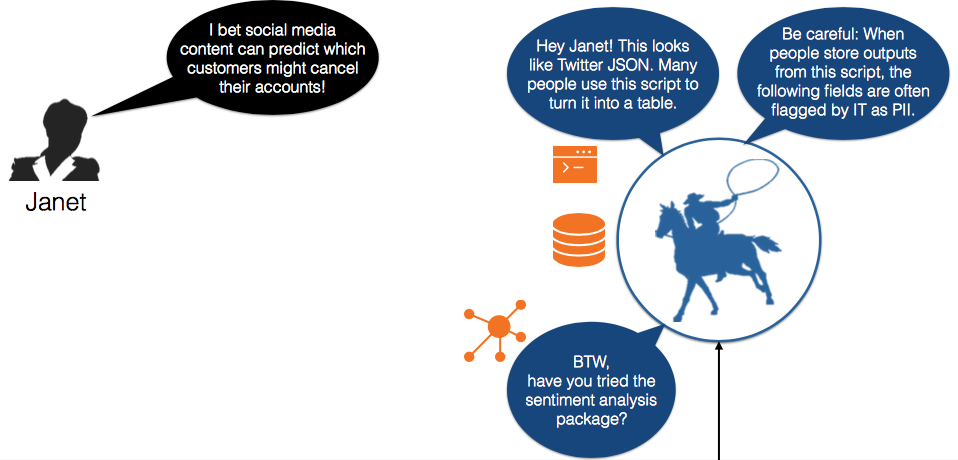 I bet social media
content can predict which
customers might cancel
their accounts!
Janet
Hey Janet! This looks
like Twitter JSON. Many
people use this script to
turn it into a table.
Be careful: When
people store outputs
from this script, the
following fields are often
flagged by IT as PII.
BTW,
have you tried the
sentiment analysis
package?